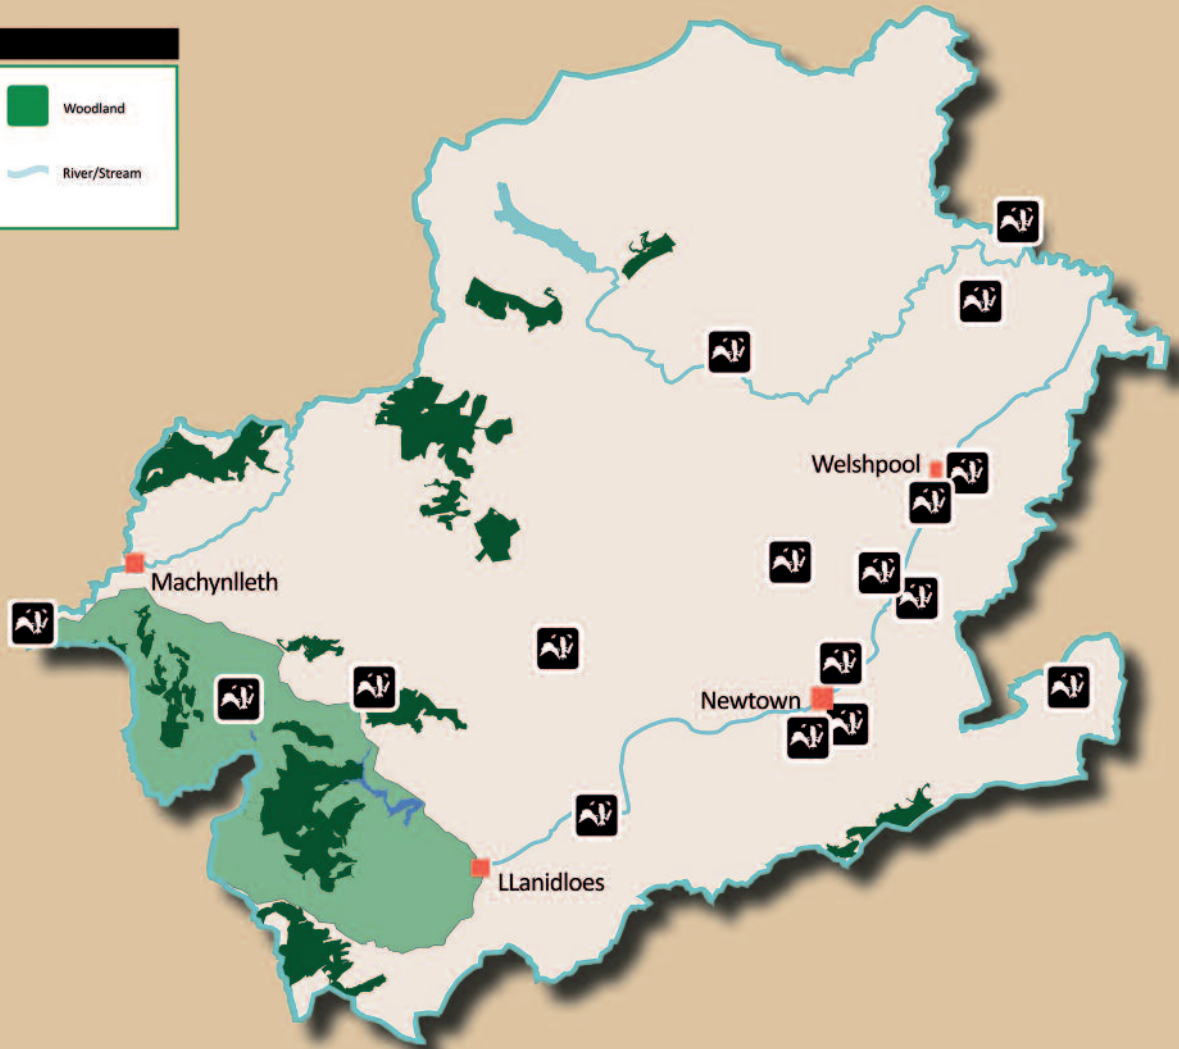 Woodland
River/Stream
Welshpool
Machynlleth
Newtown
LLanidloes